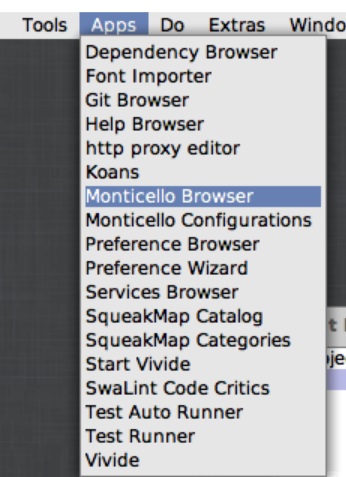 Tools Apps Do Extras Windo
Dependency Browser
Font Importer
Git Browser
Help Browser
http proxy editor
Koans
Monticello Browser
Monticello Configurations
Preference Browser
Preference Wizard
Services Browser
SqueakMap Catalog
SqueakMap Categories
Start Vivide
SwaLint Code Critics
Test Auto Runner
Test Runner
Vivide